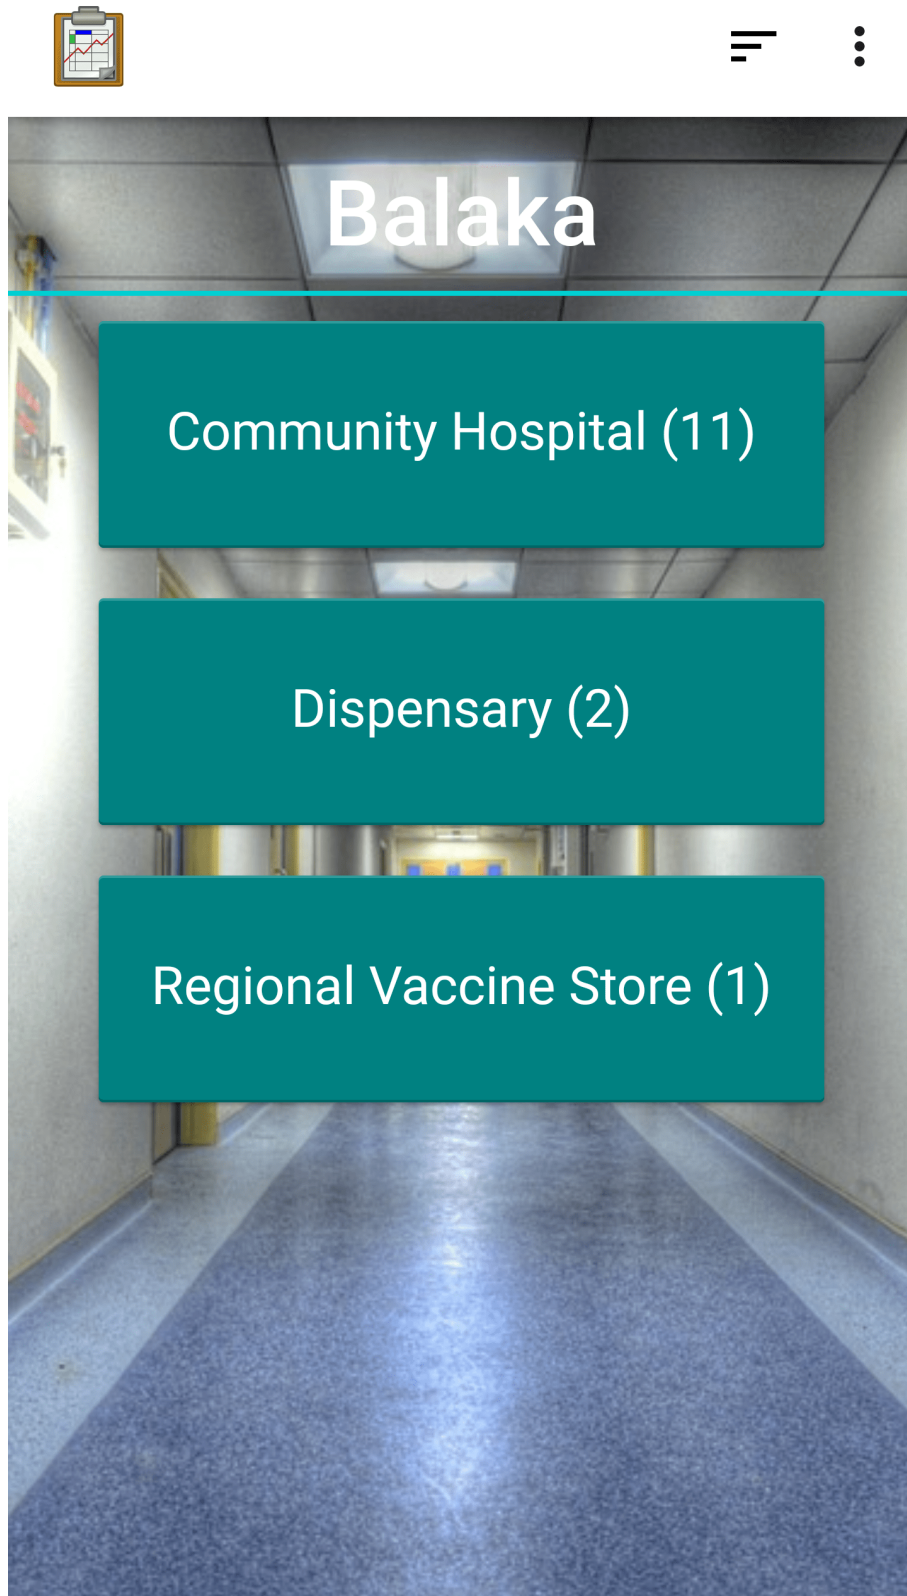 Balaka
Community Hospital (11)
Dispensary (2)
Regional Vaccine Store (1)